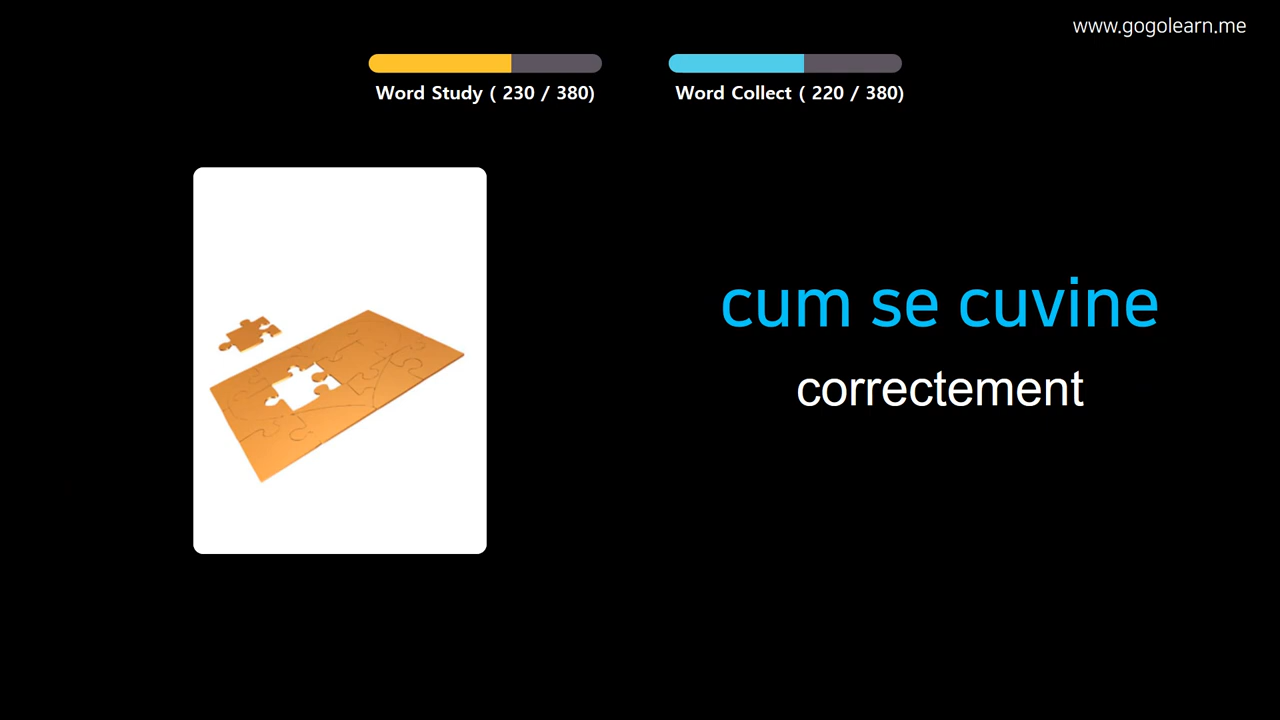 www.gogolearn.me
Word Study ( 230 / 380)
Word Collect ( 220 / 380)
cum se cuvine
correctement